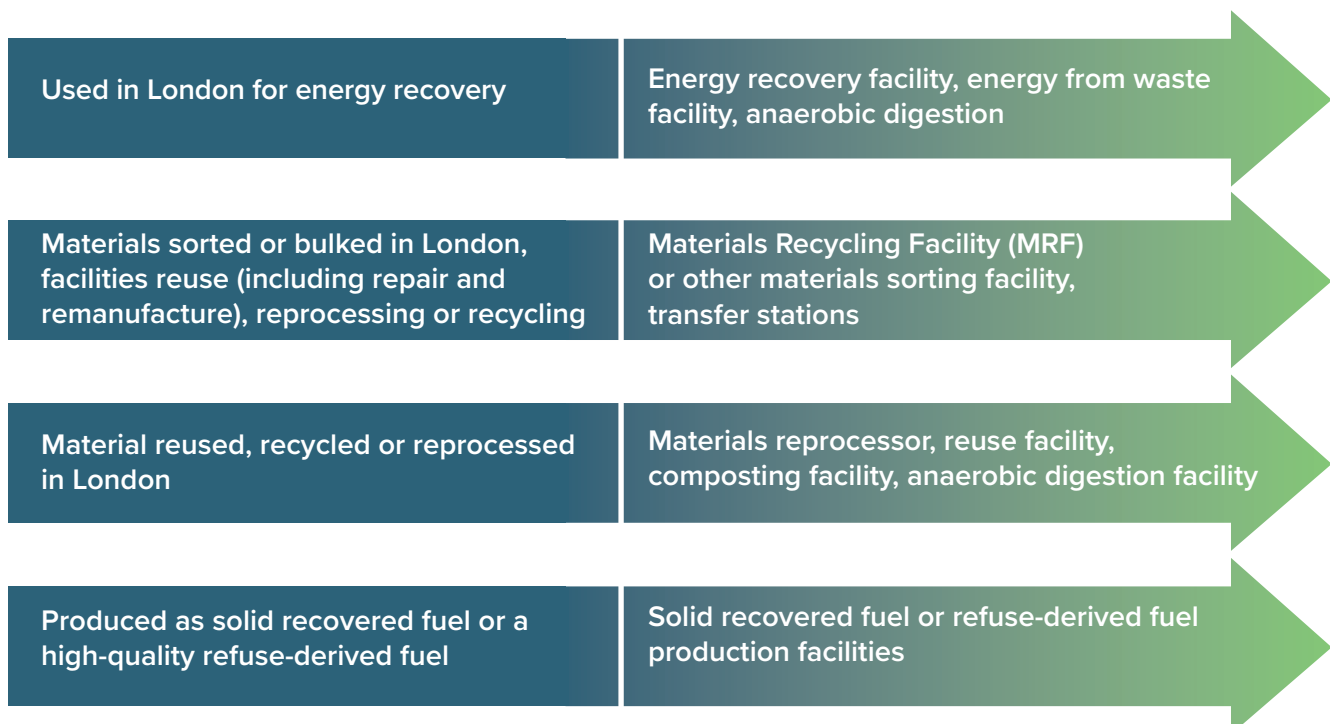 Used in London for energy recovery
Energy recovery facility, energy from waste
facility, anaerobic digestion
Materials sorted or bulked in London,
facilities reuse (including repair and
remanufacture), reprocessing or recycling
Materials Recycling Facility (MRF)
or other materials sorting facility,
transfer stations
Material reused, recycled or reprocessed
in London
Materials reprocessor, reuse facility,
composting facility, anaerobic digestion facility
Produced as solid recovered fuel or a
high-quality refuse-derived fuel
Solid recovered fuel or refuse-derived fuel
production facilities